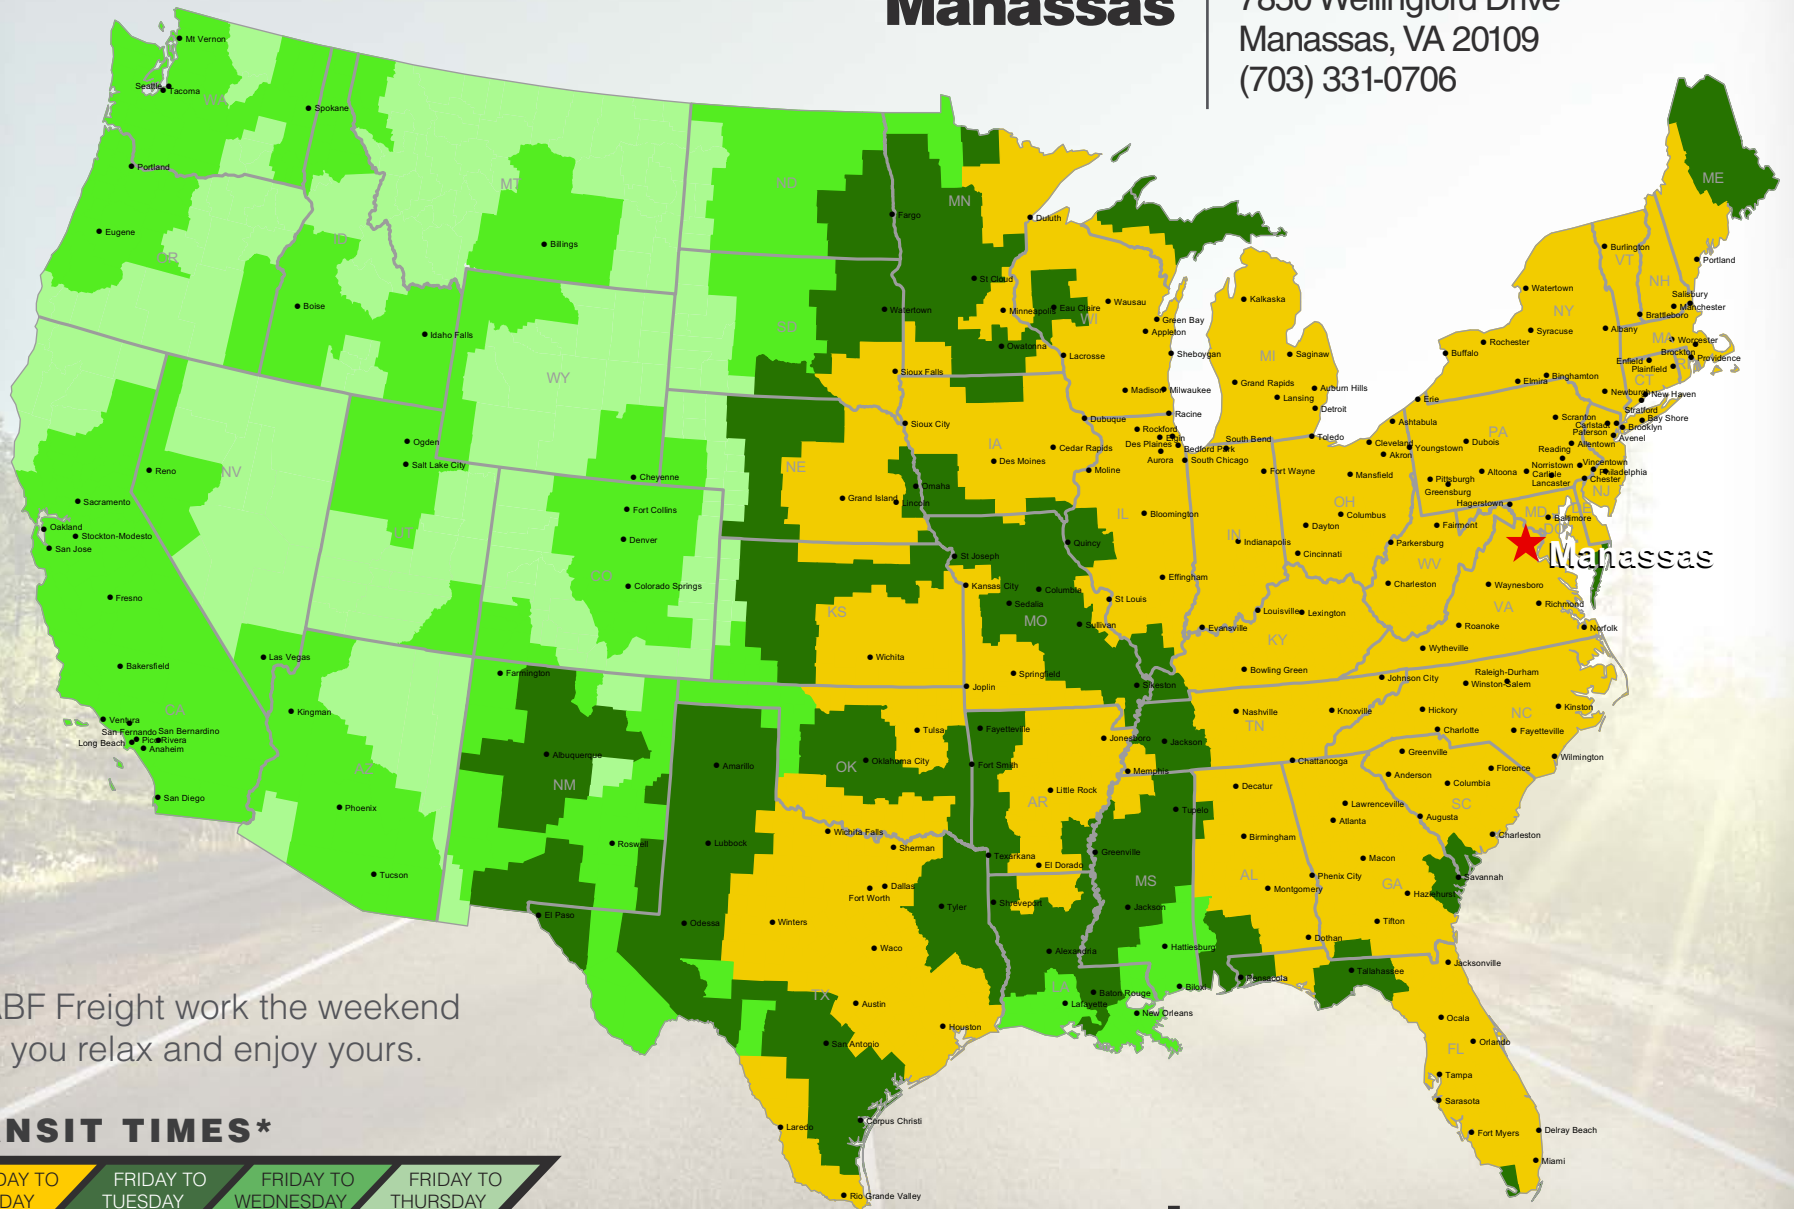 Manassas
Manassas, VA 20109
(703) 331-0706
Mt Vernon
Seattle
Tacoma
WA
Spokane
Portland
Eugene
OR
ID
Boise
Idaho Falls
MT
Billings
ND
MN
Fargo
Duluth
St Cloud
Watertown
Minneapolis
Eau Claire
WI
Wausau
Green Bay
Appleton
SD
Owatonna
Lacrosse
Sheboygan
Sioux Falls
WY
Madison
Milwaukee
Racine
Kalkaska
MI
Saginaw
Grand Rapids
Lansing
Auburn Hills
Detroit
ME
Burlington
VT
NH
Portland
Watertown
NY
Salisbury
Manchester
Brattleboro
Syracuse
Albany
MA
Worcester
Rochester
Buffalo
Brockton
Providence
Enfield
Plainfield
RI
CT
Binghamton
Elmira
Newburgh
New Haven
Stratford
Bay Shore
Erie
Ashtabula
Scranton
Carlstadt
Brooklyn
Paterson
Avenel
PA
Dubois
Allentown
Reading
Cleveland
Youngstown
Akron
Toledo
South Bend
Norristown
Vincentown
Philadelphia
Carlisle
Lancaster
Chester
Altoona
Pittsburgh
Greensburg
NJ
Hagerstown
MD
DE
DC
Baltimore
Fairmont
Parkersburg
Manassas
WV
Charleston
Waynesboro
VA
Richmond
Roanoke
Norfolk
Wytheville
Mansfield
OH
Columbus
Dayton
Cincinnati
Fort Wayne
IN
Indianapolis
Louisville
Lexington
KY
Evansville
Bowling Green
Dubuque
Rockford
Elgin
Des Plaines
Bedford Park
Aurora
South Chicago
Moline
IL
Bloomington
Quincy
Effingham
Sioux City
IA
Cedar Rapids
Des Moines
NE
Omaha
Grand Island
Lincoln
Ogden
Salt Lake City
UT
NV
Reno
Sacramento
Oakland
Stockton-Modesto
San Jose
Fresno
Bakersfield
CA
Las Vegas
Kingman
Ventura
San Fernando
San Bernardino
Long Beach
Pico Rivera
Anaheim
San Diego
AZ
Phoenix
Tucson
Cheyenne
Fort Collins
Denver
CO
Colorado Springs
Farmington
Albuquerque
NM
Roswell
El Paso
KS
Wichita
St Joseph
Kansas City
Columbia
Sedalia
MO
Sullivan
St Louis
Springfield
Joplin
Sikeston
Tulsa
OK
Oklahoma City
Fayetteville
Fort Smith
Jonesboro
AR
Little Rock
Texarkana
El Dorado
Amarillo
Lubbock
Odessa
Wichita Falls
Sherman
Dallas
Fort Worth
Tyler
Winters
Waco
TX
Austin
Houston
San Antonio
Corpus Christi
Laredo
Rio Grande Valley
Shreveport
Alexandria
LA
Lafayette
Baton Rouge
New Orleans
Greenville
MS
Jackson
Hattiesburg
Biloxi
Tupelo
Memphis
Jackson
Nashville
TN
Knoxville
Johnson City
Chattanooga
Raleigh-Durham
Winston-Salem
Hickory
NC
Kinston
Charlotte
Fayetteville
Wilmington
Greenville
Anderson
Florence
Columbia
SC
Charleston
Decatur
Birmingham
AL
Montgomery
Dothan
Lawrenceville
Atlanta
Augusta
Macon
Phenix City
GA
Hazlehurst
Savannah
Tifton
Pensacola
Tallahassee
Jacksonville
Ocala
Orlando
FL
Tampa
Sarasota
Fort Myers
Delray Beach
Miami
ABF Freight work the weekend
you relax and enjoy yours.
NSIT TIMES*
DAY TO
DAY
FRIDAY TO
TUESDAY
FRIDAY TO
WEDNESDAY
FRIDAY TO
THURSDAY